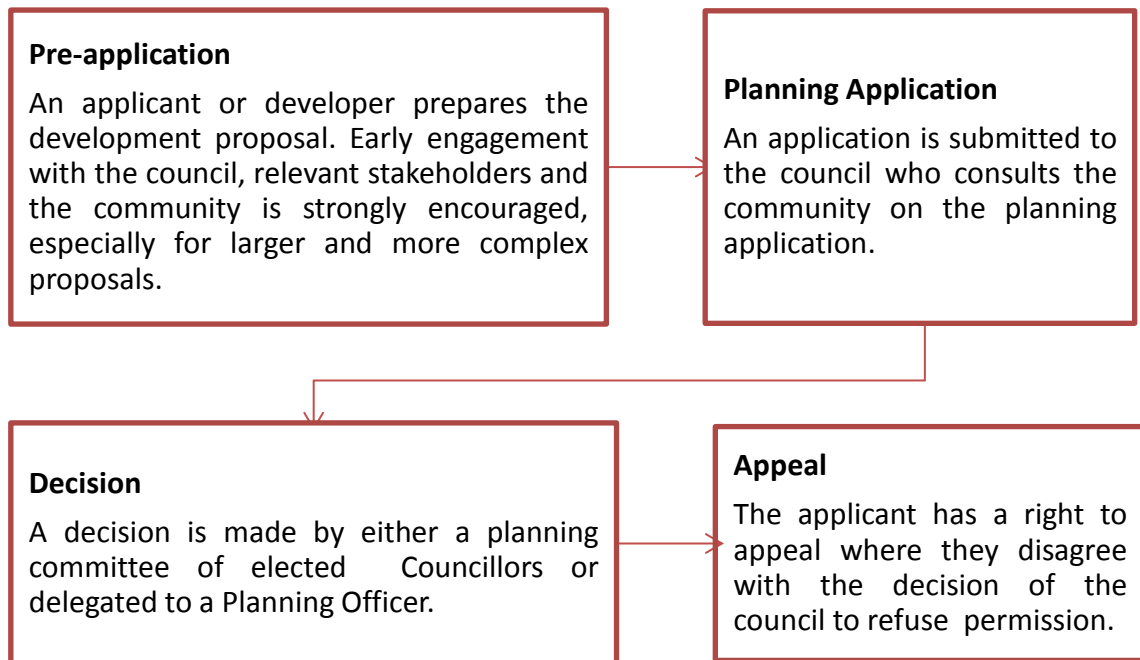 Pre-application
An applicant or developer prepares the
development proposal. Early engagement
with the council, relevant stakeholders and
the community is strongly encouraged,
especially for larger and more complex
proposals.
Planning Application
An application is submitted to
the council who consults the
community on the planning
application.
Decision
A decision is made by either a planning
committee of elected Councillors or
delegated to a Planning Officer.
Appeal
The applicant has a right to
appeal where they disagree
with the decision of the
council to refuse permission.